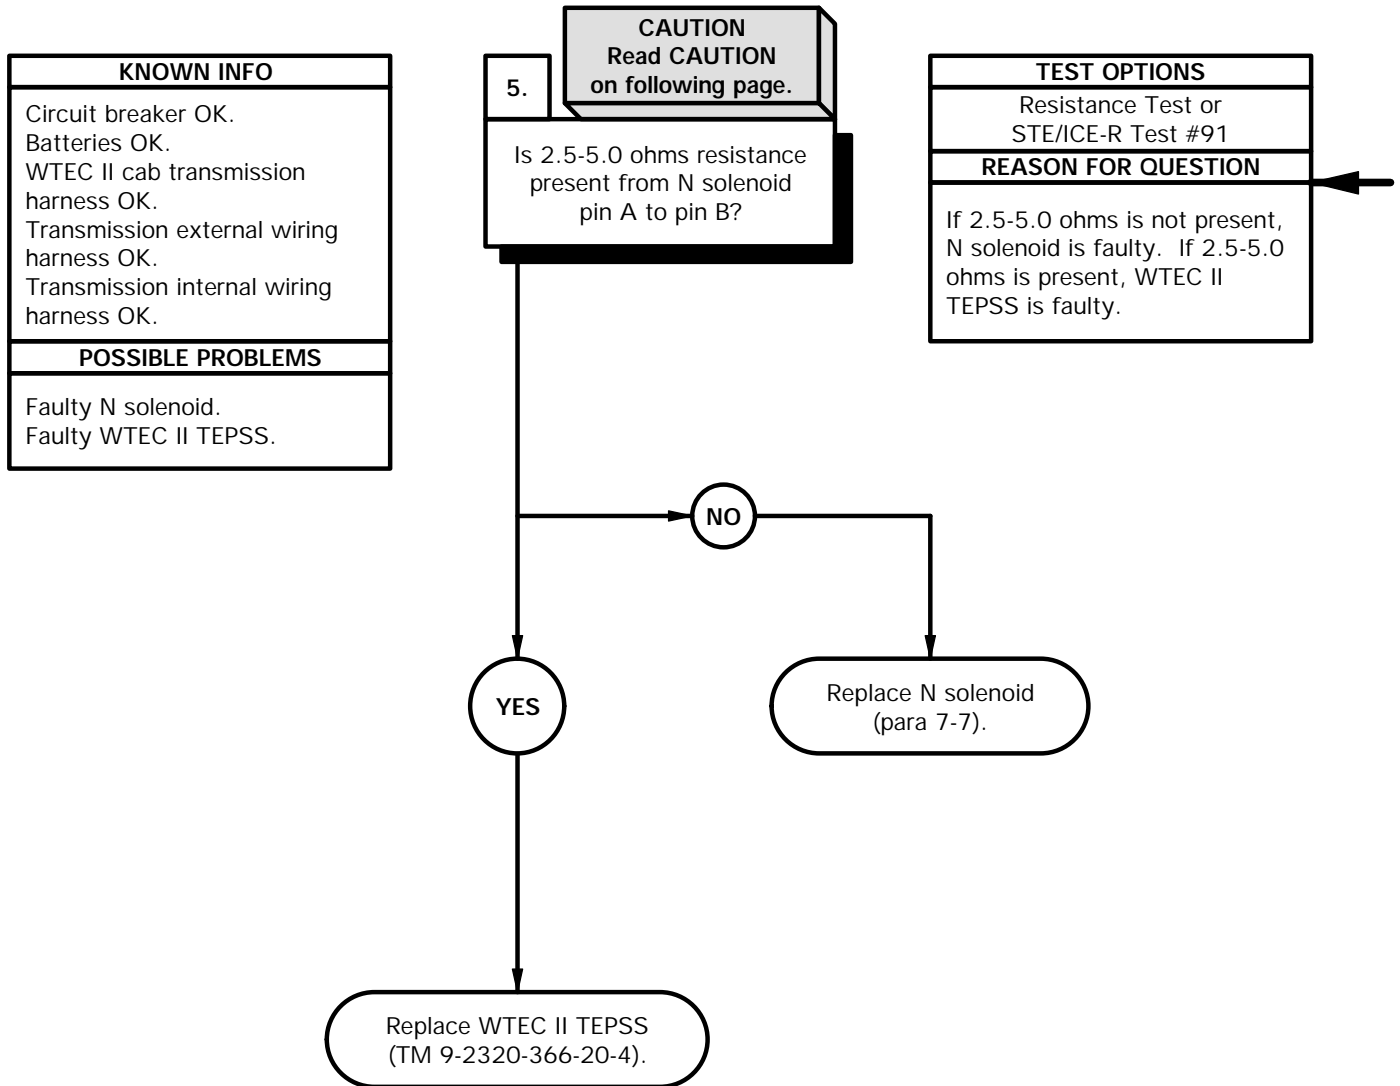 KNOWN INFO
Circuit breaker OK.
Batteries OK.
WTEC II cab transmission
harness OK.
Transmission external wiring
harness OK.
Transmission internal wiring
harness OK.
POSSIBLE PROBLEMS
Faulty N solenoid.
Faulty WTEC II TEPSS.
5.
CAUTION
Read CAUTION
on following page.
Is 2.5-5.0 ohms resistance
present from N solenoid
pin A to pin B?
TEST OPTIONS
Resistance Test or
STE/ICE-R Test #91
REASON FOR QUESTION
If 2.5-5.0 ohms is not present,
N solenoid is faulty.  If 2.5-5.0
ohms is present, WTEC II
TEPSS is faulty.
NO
YES
Replace N solenoid
(para 7-7).
Replace WTEC II TEPSS
(TM 9-2320-366-20-4).